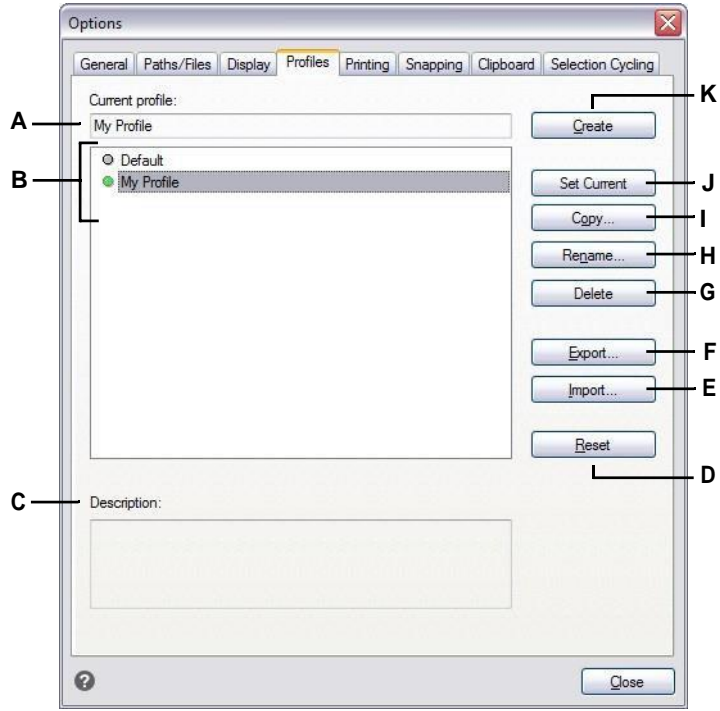 Options
General Paths/Files Display Profiles Printing Snapping Clipboard Selection Cycling
Current profile:
K
A
My Profile
Create
B
Default
My Profile
Set Current
J
Copy...
I
Rename...
H
Delete
G
Export...
F
Import...
E
Reset
D
C
Description:
?
Close